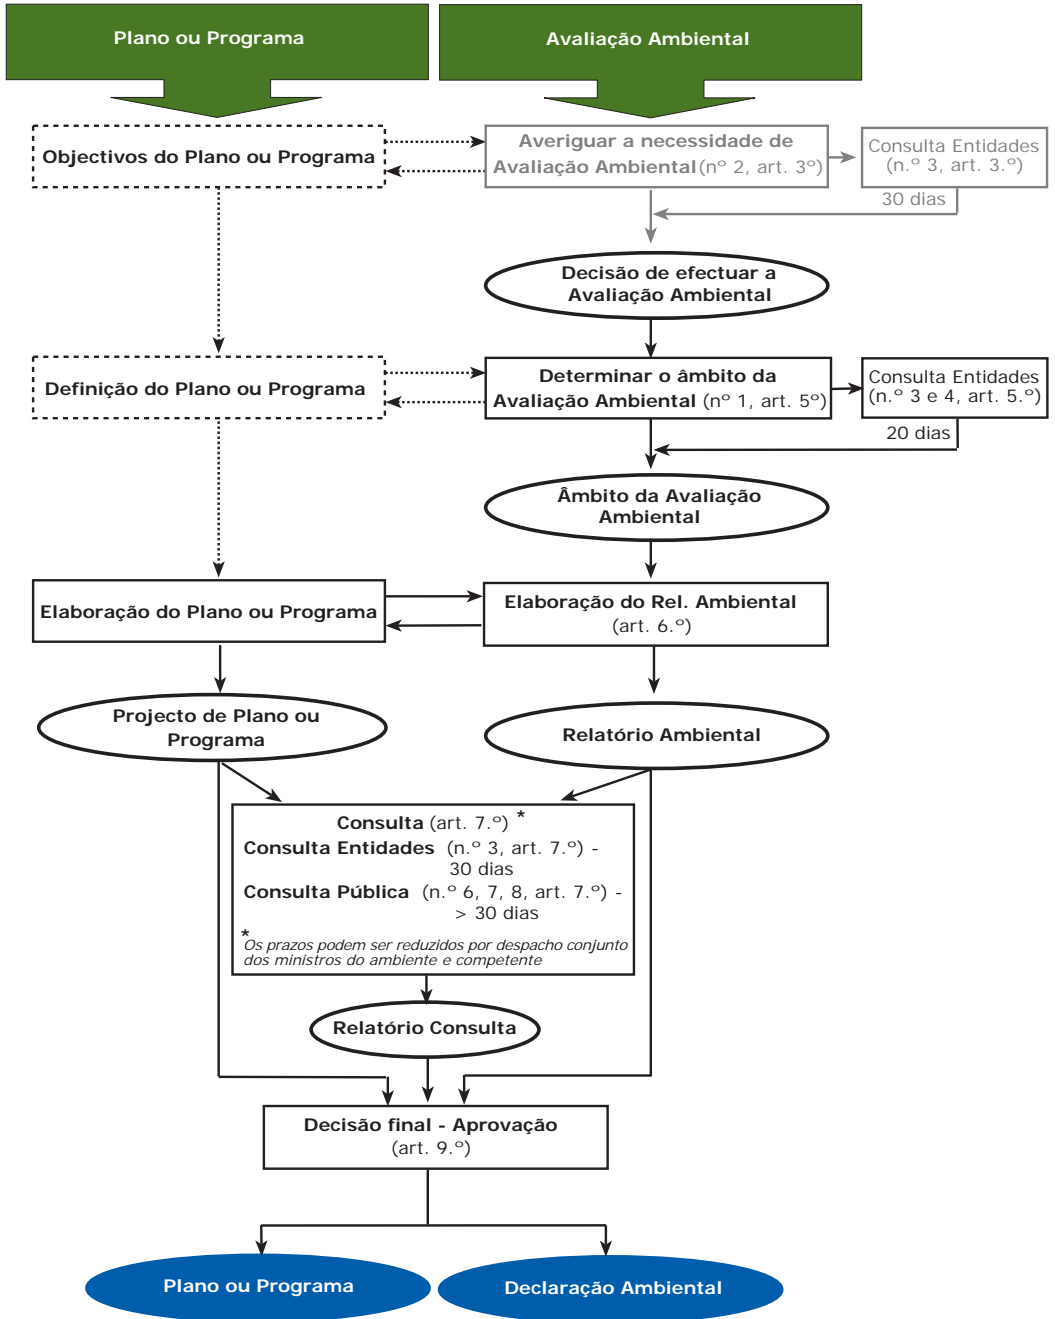 Plano ou Programa
Avaliação Ambiental
Objectivos do Plano ou Programa
Averiguar a necessidade de
Avaliação Ambiental (nº 2, art. 3º)
Consulta Entidades
(n.º 3, art. 3.º)
30 dias
Decisão de efectuar a
Avaliação Ambiental
Definição do Plano ou Programa
Determinar o âmbito da
Avaliação Ambiental (nº 1, art. 5º)
Consulta Entidades
(n.º 3 e 4, art. 5.º)
20 dias
Âmbito da Avaliação
Ambiental
Elaboração do Plano ou Programa
Elaboração do Rel. Ambiental
(art. 6.º)
Projecto de Plano ou
Programa
Relatório Ambiental
Consulta (art. 7.º) *
Consulta Entidades (n.º 3, art. 7.º) -
30 dias
Consulta Pública (n.º 6, 7, 8, art. 7.º) -
> 30 dias
*
Os prazos podem ser reduzidos por despacho conjunto
dos ministros do ambiente e competente
Relatório Consulta
Decisão final - Aprovação
(art. 9.º)
Plano ou Programa
Declaração Ambiental